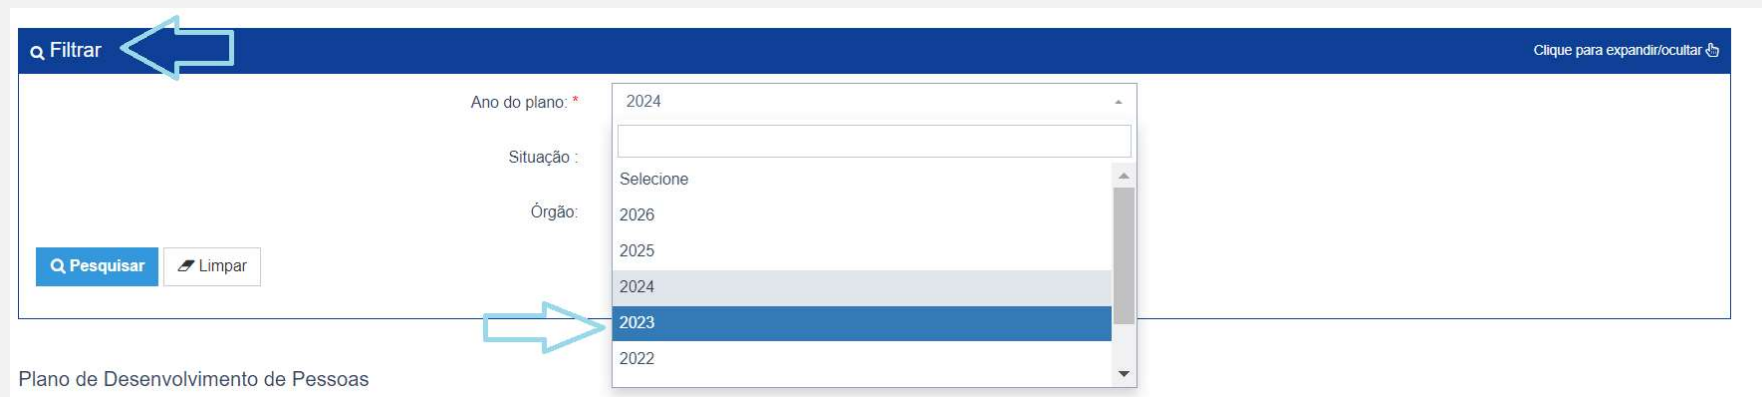 Filtrar
Clique para expandir/ocultar
Ano do plano: *
2024
Situação :
Selecione
Órgão:
2026
2025
Pesquisar
Limpar
2024
2023
2022
Plano de Desenvolvimento de Pessoas